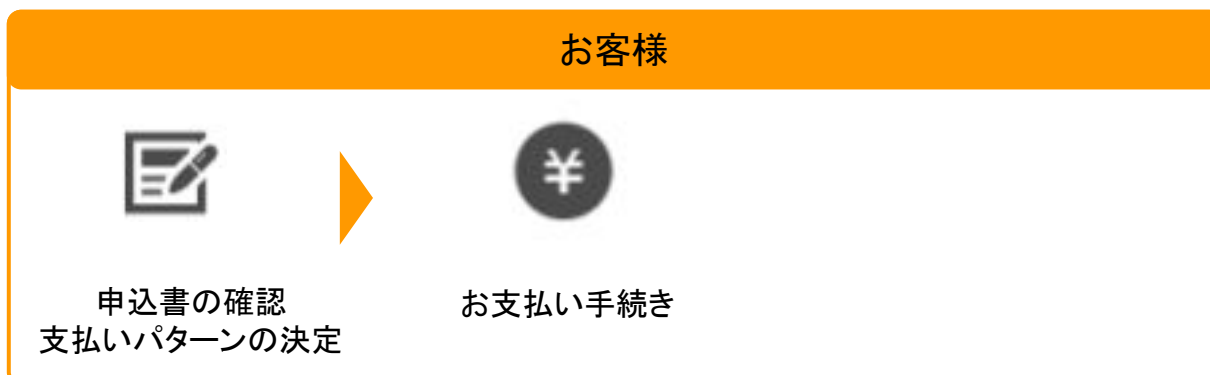 お客様
¥
申込書の確認
支払いパターンの決定
お支払い手続き